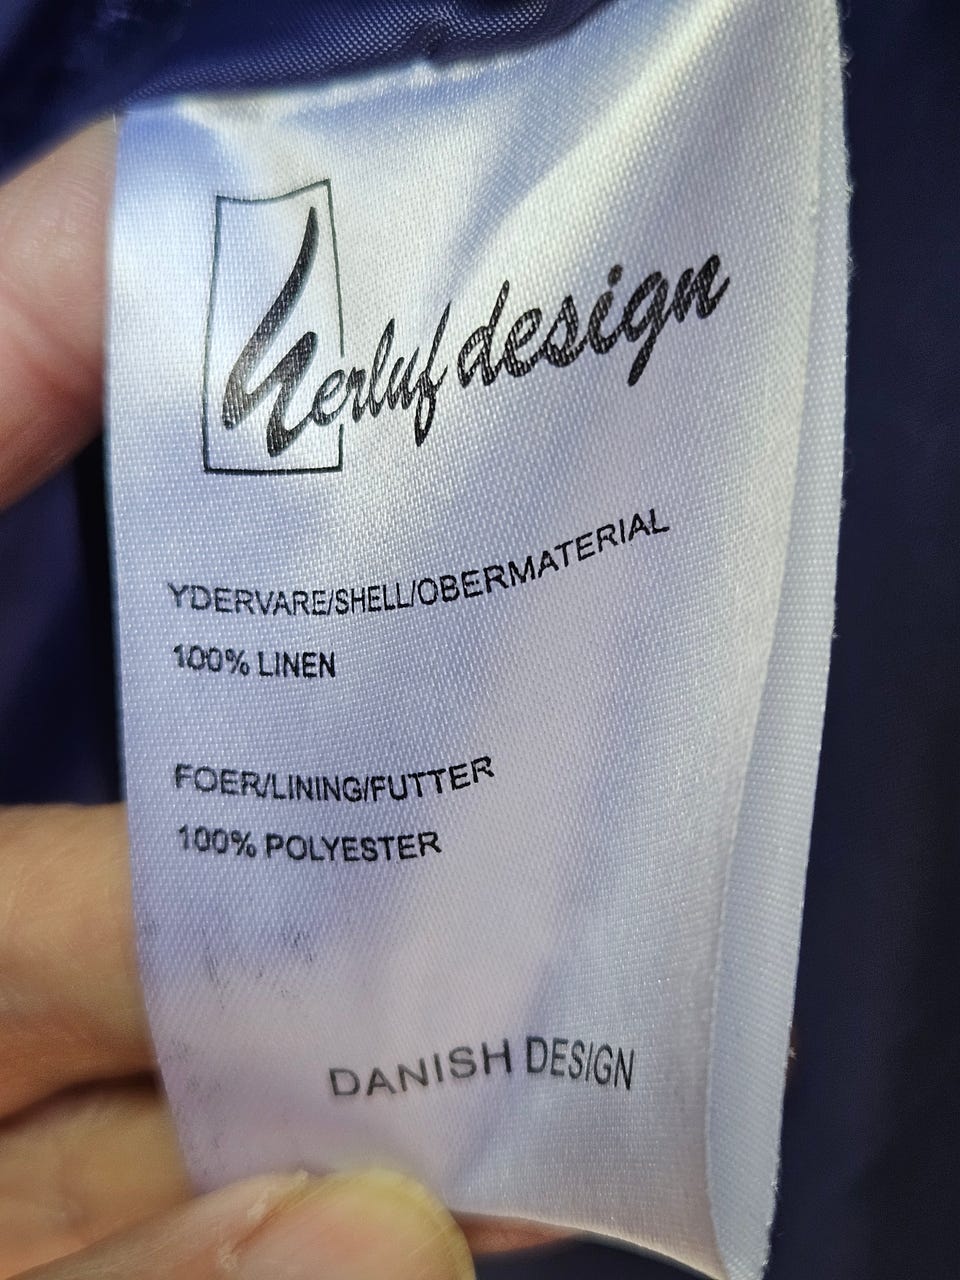 Herluf design
YDERVARE/SHELL/OBERMATERIAL
100% LINEN
FOER/LINING/FUTTER
100% POLYESTER
DANISH DESIGN